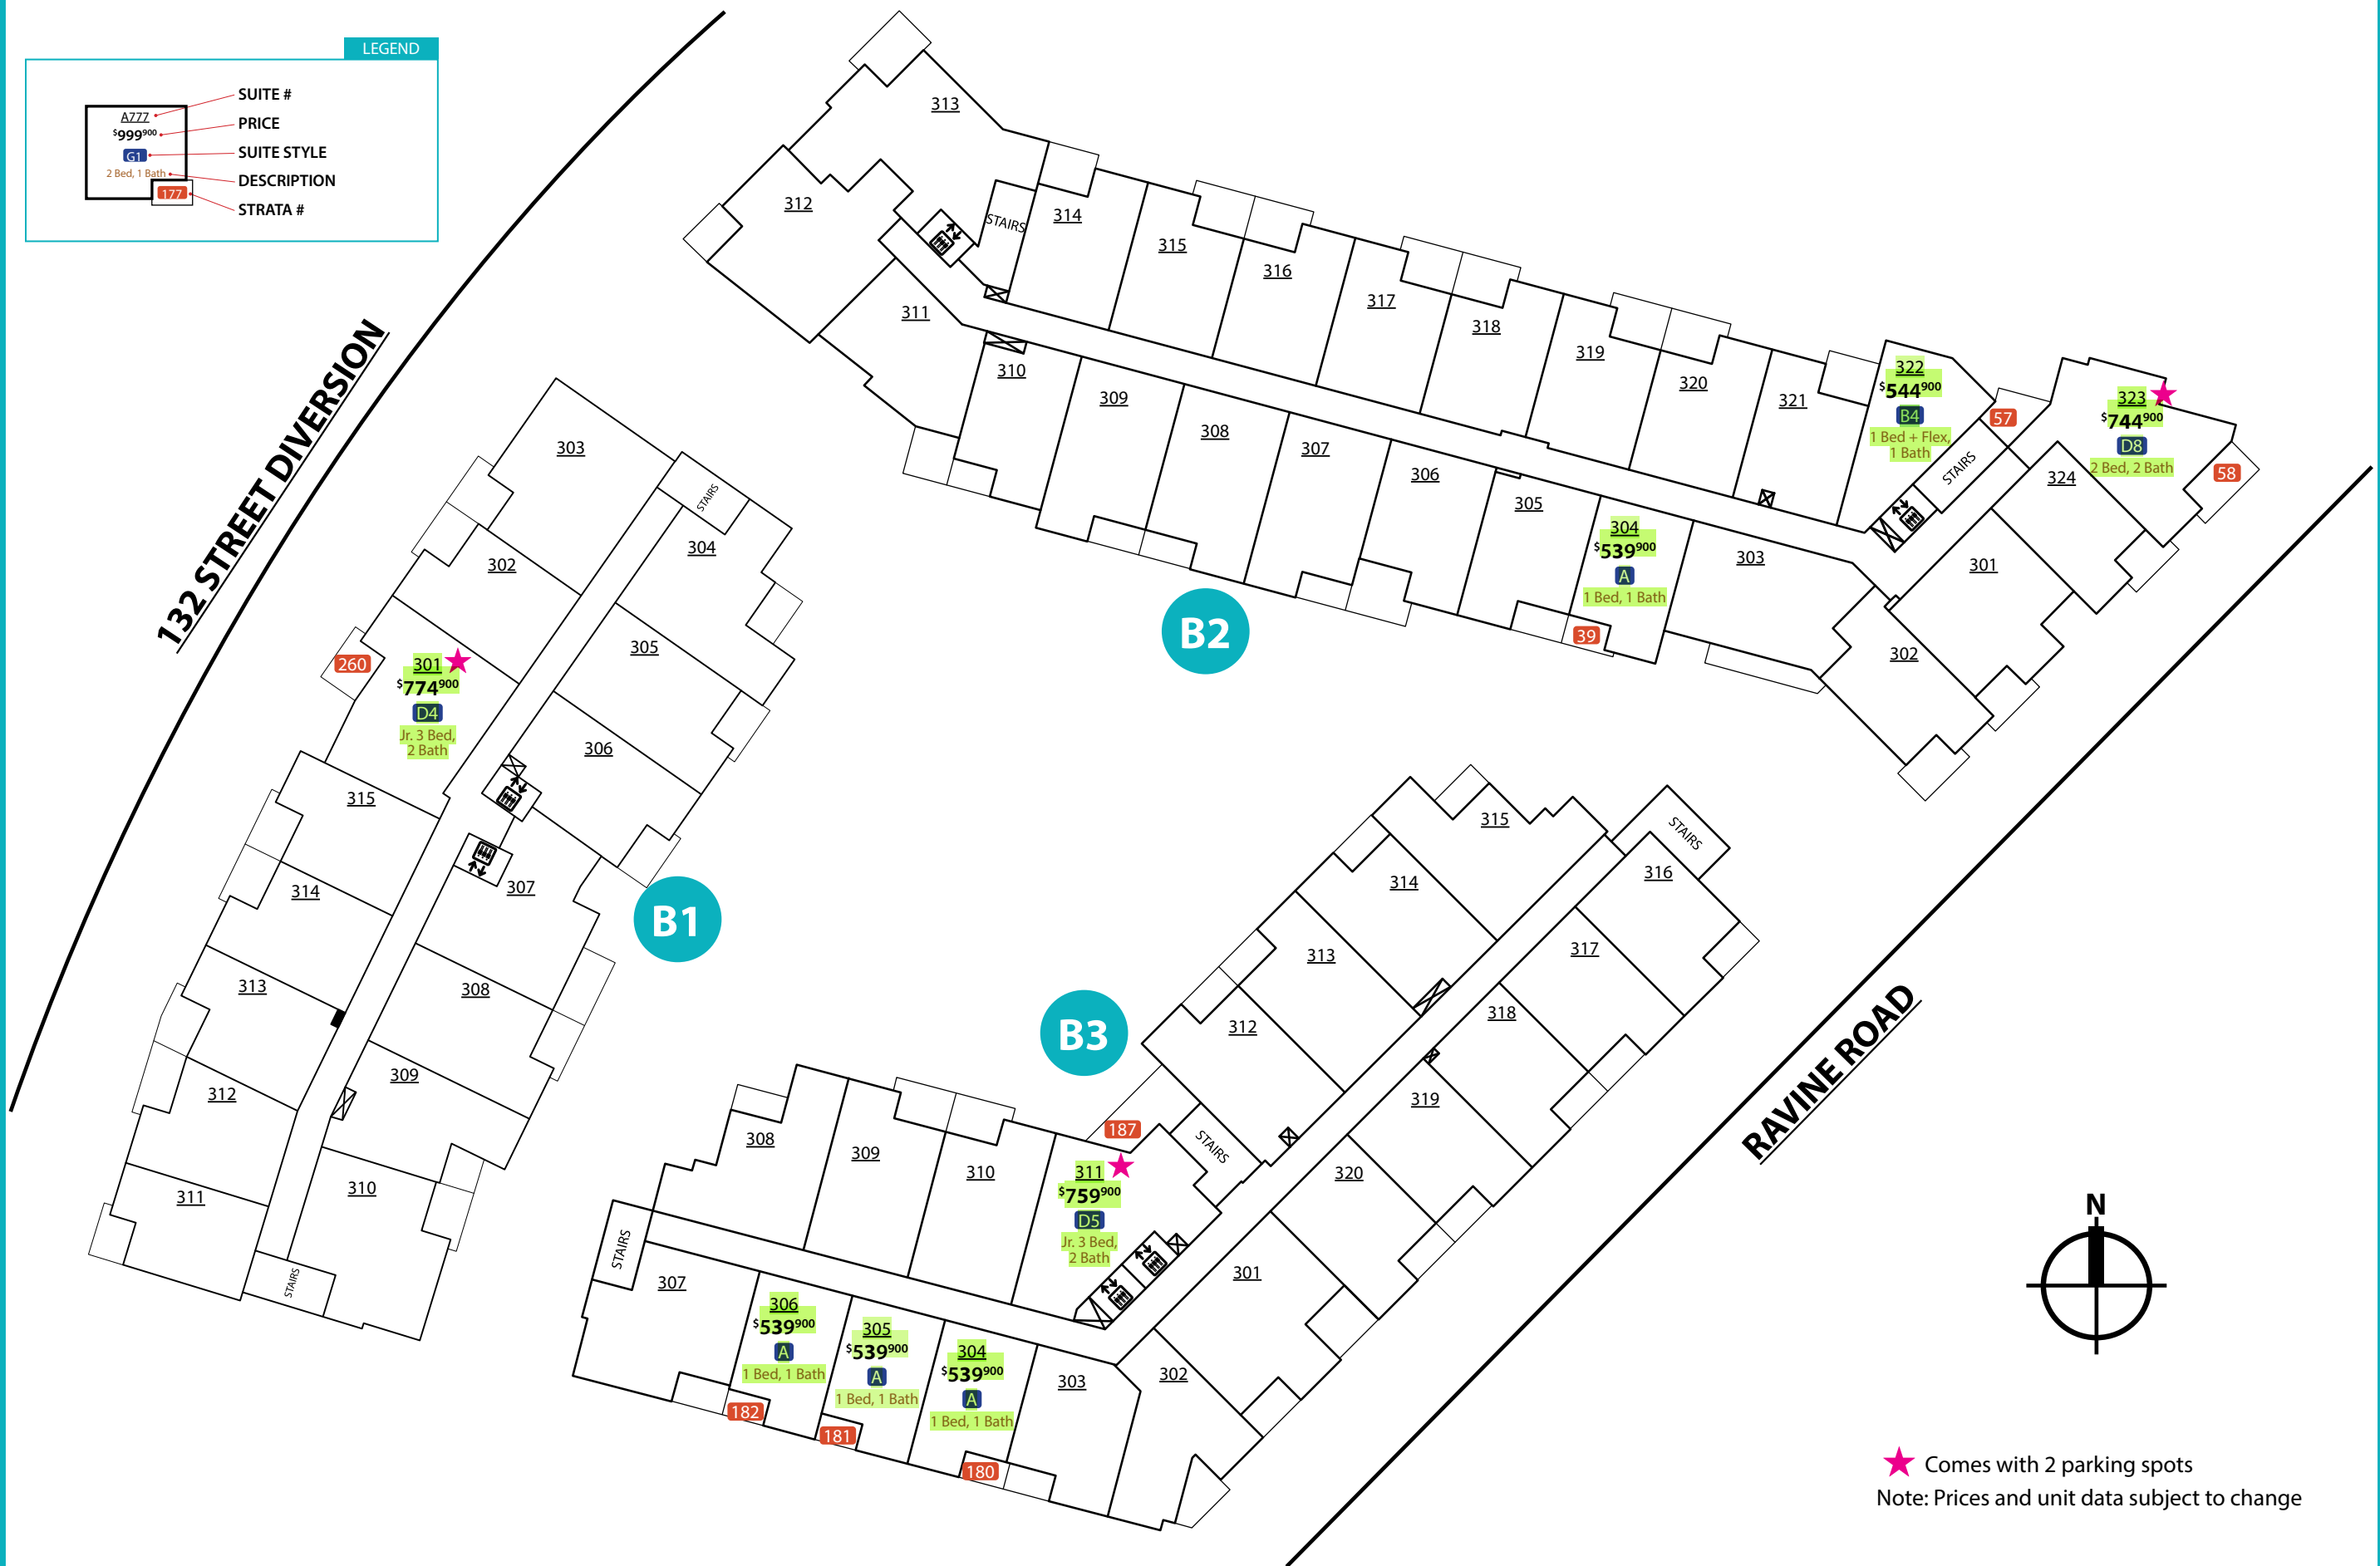 LEGEND
A777
$999900
G1
2 Bed, 1 Bath
177
SUITE #
PRICE
SUITE STYLE
DESCRIPTION
STRATA #
132 STREET DIVERSION
RAVINE ROAD
B2
313
312
STAIRS
314
315
316
317
318
319
320
321
322
$544900
B4
1 Bed + Flex,
1 Bath
57
STAIRS
323
$744900
D8
2 Bed, 2 Bath
58
324
301
302
303
304
$539900
A
1 Bed, 1 Bath
39
305
306
307
308
309
310
311
B1
303
STAIRS
304
302
305
260
301
$774900
D4
Jr. 3 Bed,
2 Bath
306
315
314
307
313
308
312
309
311
310
STAIRS
B3
315
STAIRS
314
316
313
317
312
318
319
187
STAIRS
308
309
310
311
$759900
D5
Jr. 3 Bed,
2 Bath
320
301
STAIRS
307
306
$539900
A
1 Bed, 1 Bath
182
305
$539900
A
1 Bed, 1 Bath
181
304
$539900
A
1 Bed, 1 Bath
180
303
302
N
Comes with 2 parking spots
Note: Prices and unit data subject to change